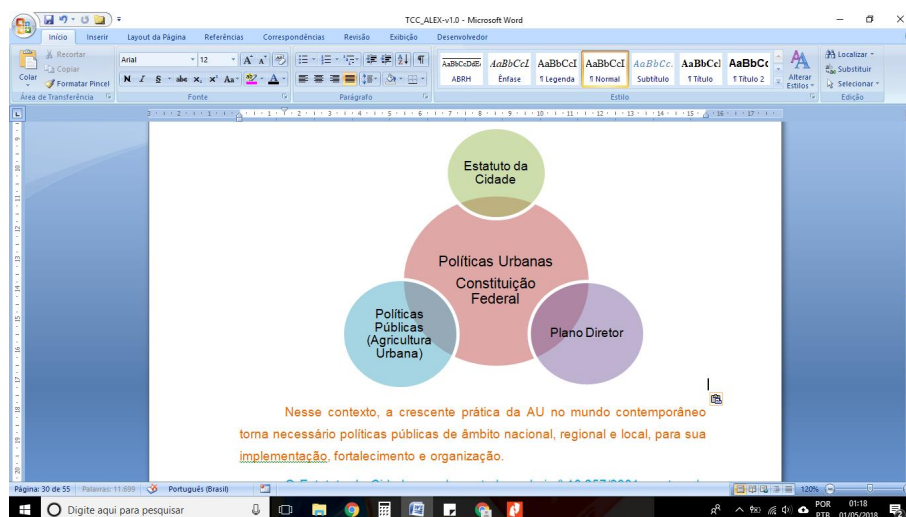 TCC_ALEX-v1.0 - Microsoft Word
Início Inserir Layout da Página Referências Correspondências Revisão Exibição Desenvolvedor
Recortar
Copiar
Formatar Pincel
Colar
Área de Transferência
Arial 12
Fonte
Parágrafo
AaBbCcDdE AaBbCcI AaBbCcI AaBbCcI AaBbCc. AaBbCcI AaBbCc
ABRH Ênfase ¶ Legenda ¶ Normal Subtítulo ¶ Título ¶ Título 2
Alterar Estilos
Estilo
Localizar
Substituir
Selecionar
Edição
Estatuto da
Cidade
Políticas Urbanas
Constituição
Federal
Políticas
Públicas
(Agricultura
Urbana)
Plano Diretor
Nesse contexto, a crescente prática da AU no mundo contemporâneo
torna necessário políticas públicas de âmbito nacional, regional e local, para sua
implementação, fortalecimento e organização.
Página: 30 de 55 Palavras: 11.699 Português (Brasil) 120%
Digite aqui para pesquisar
POR 01:18
PTB 01/05/2018